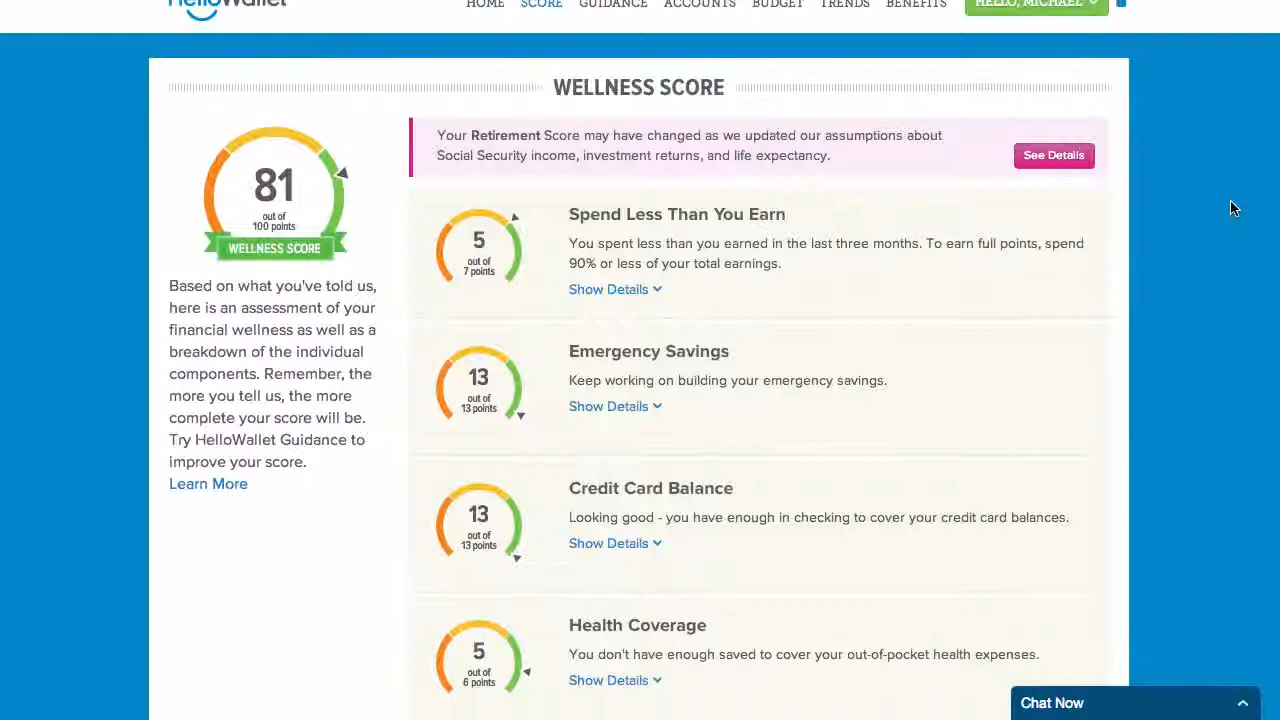 HelloWallet
HOME SCORE GUIDANCE ACCOUNTS BUDGET TRENDS BENEFITS HELLO, MICHAEL
WELLNESS SCORE
81
out of
100 points
WELLNESS SCORE
Based on what you've told us,
here is an assessment of your
financial wellness as well as a
breakdown of the individual
components. Remember, the
more you tell us, the more
complete your score will be.
Try HelloWallet Guidance to
improve your score.
Learn More
Your Retirement Score may have changed as we updated our assumptions about
Social Security income, investment returns, and life expectancy.
See Details
5
out of
7 points
Spend Less Than You Earn
You spent less than you earned in the last three months. To earn full points, spend
90% or less of your total earnings.
Show Details
13
out of
13 points
Emergency Savings
Keep working on building your emergency savings.
Show Details
13
out of
13 points
Credit Card Balance
Looking good - you have enough in checking to cover your credit card balances.
Show Details
5
out of
6 points
Health Coverage
You don't have enough saved to cover your out-of-pocket health expenses.
Show Details
Chat Now